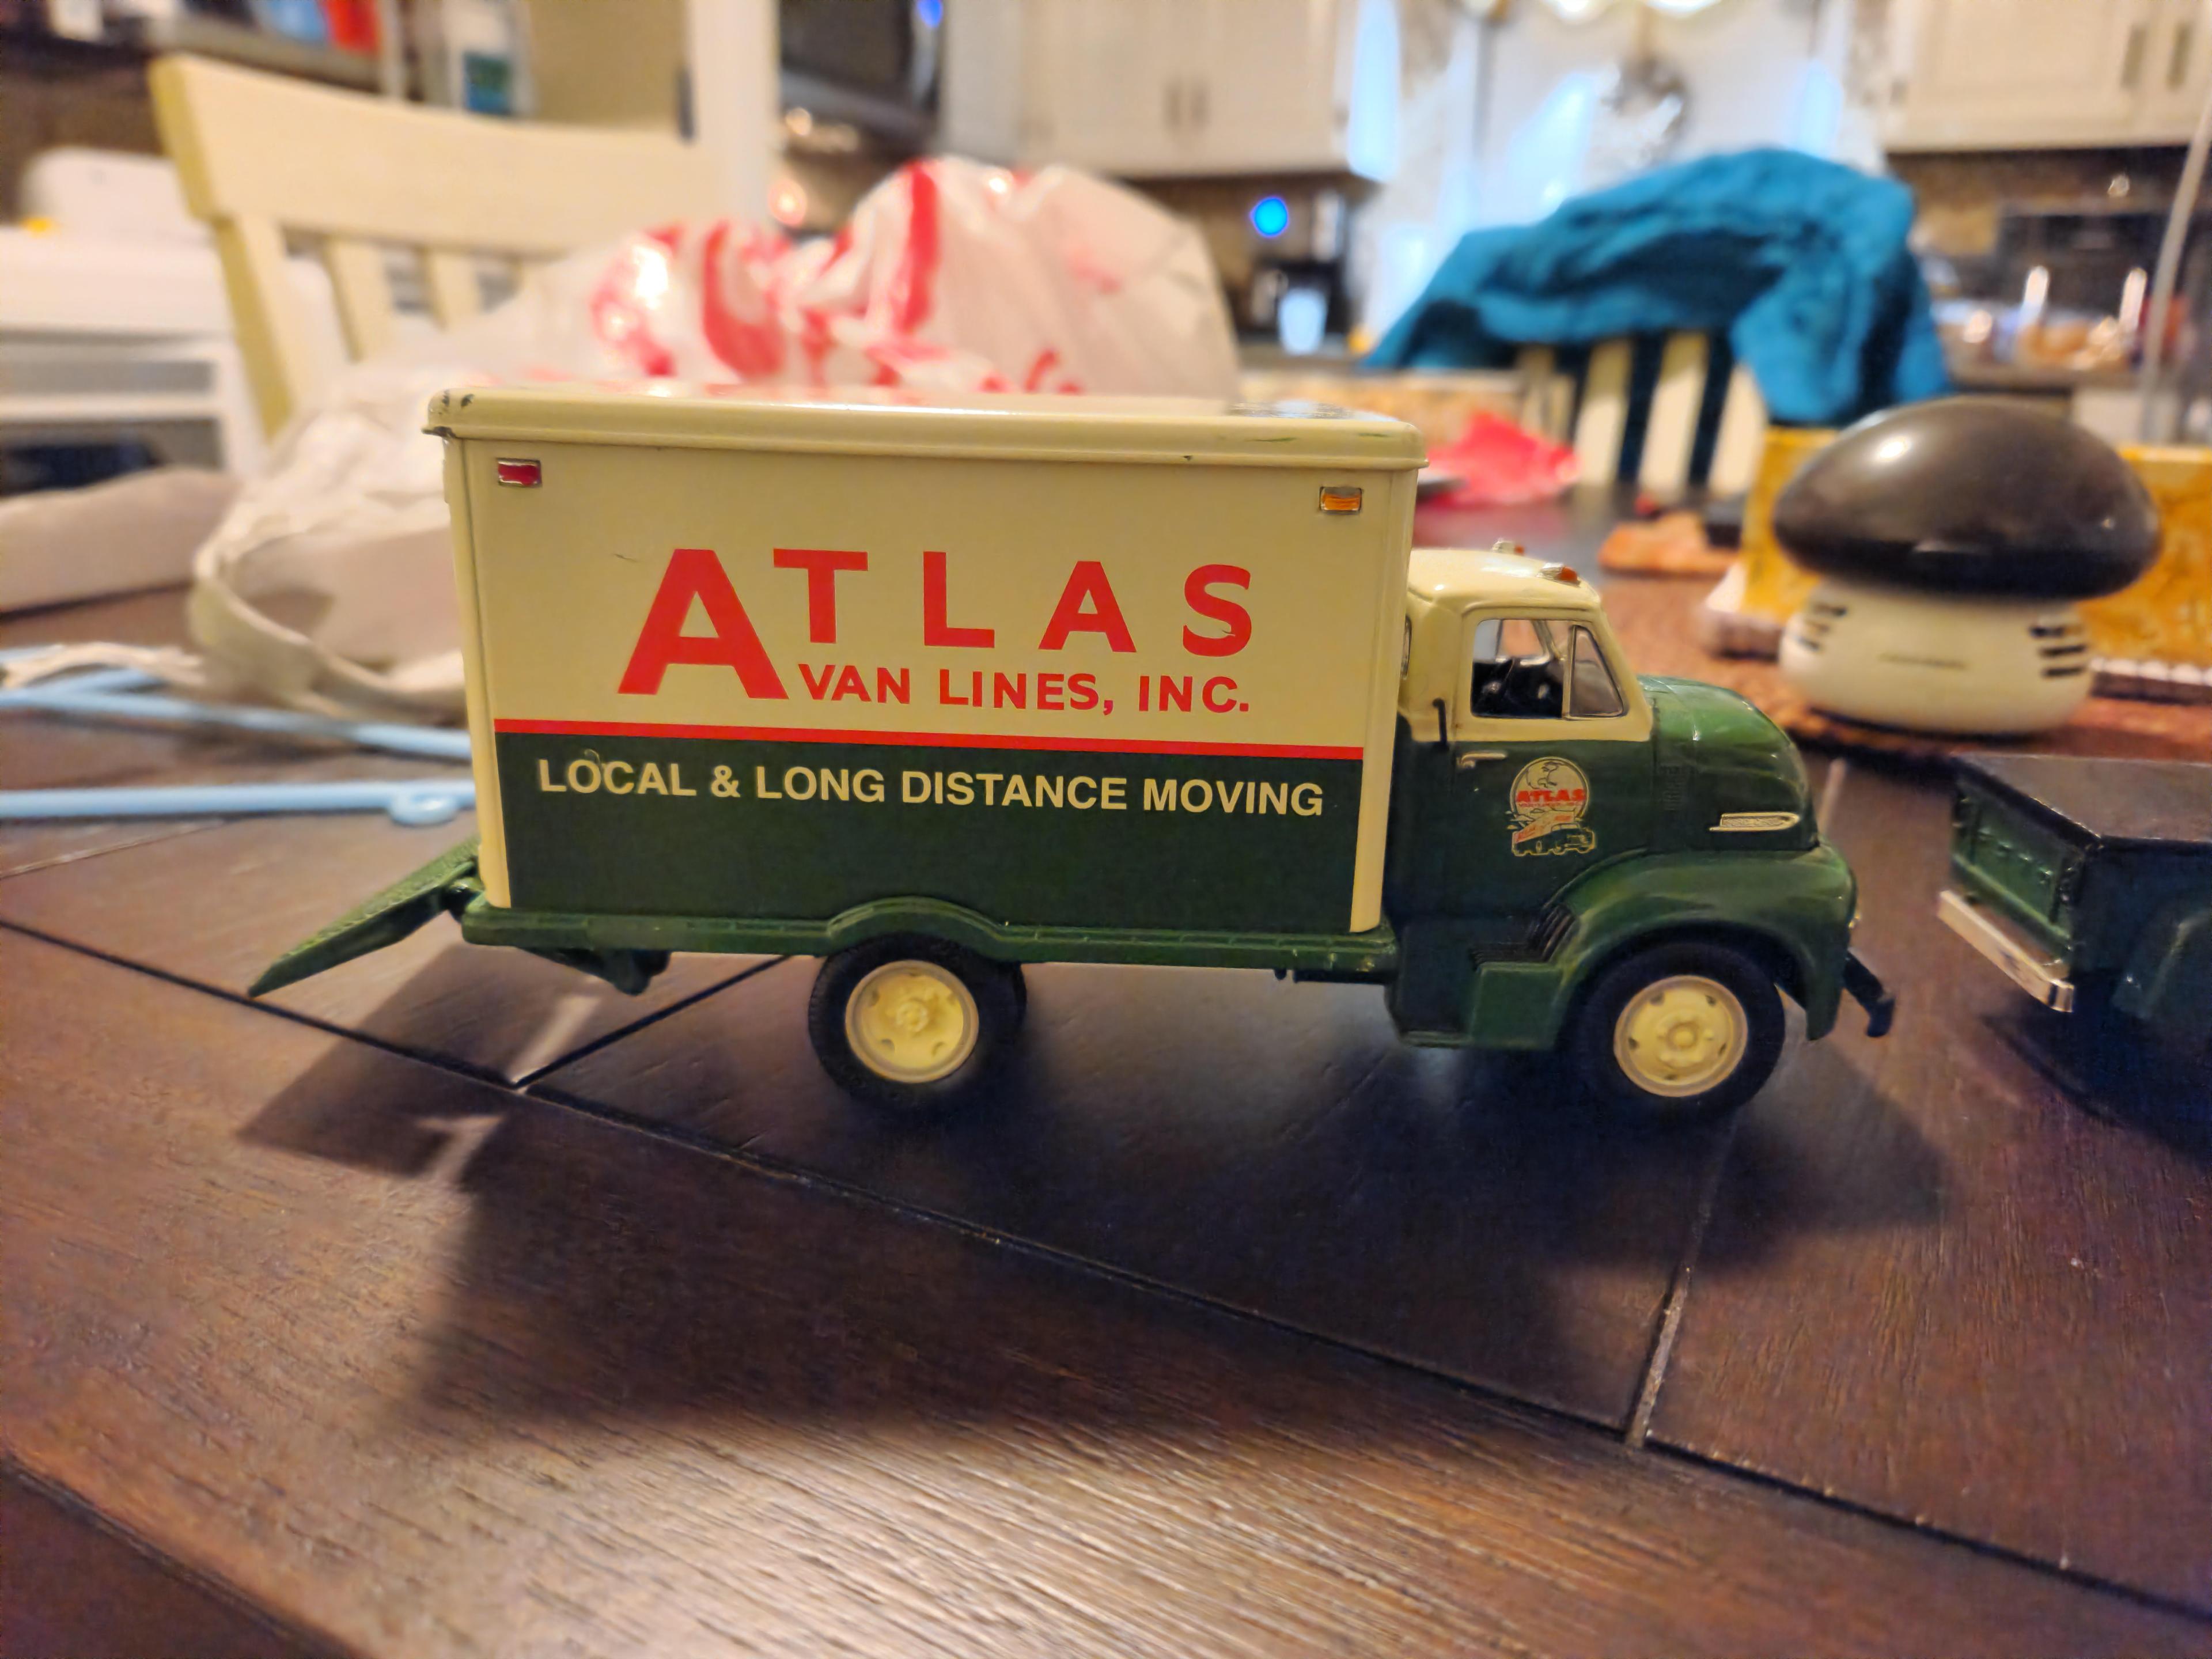 ATLAS
VAN LINES, INC.
LOCAL & LONG DISTANCE MOVING
ATLAS